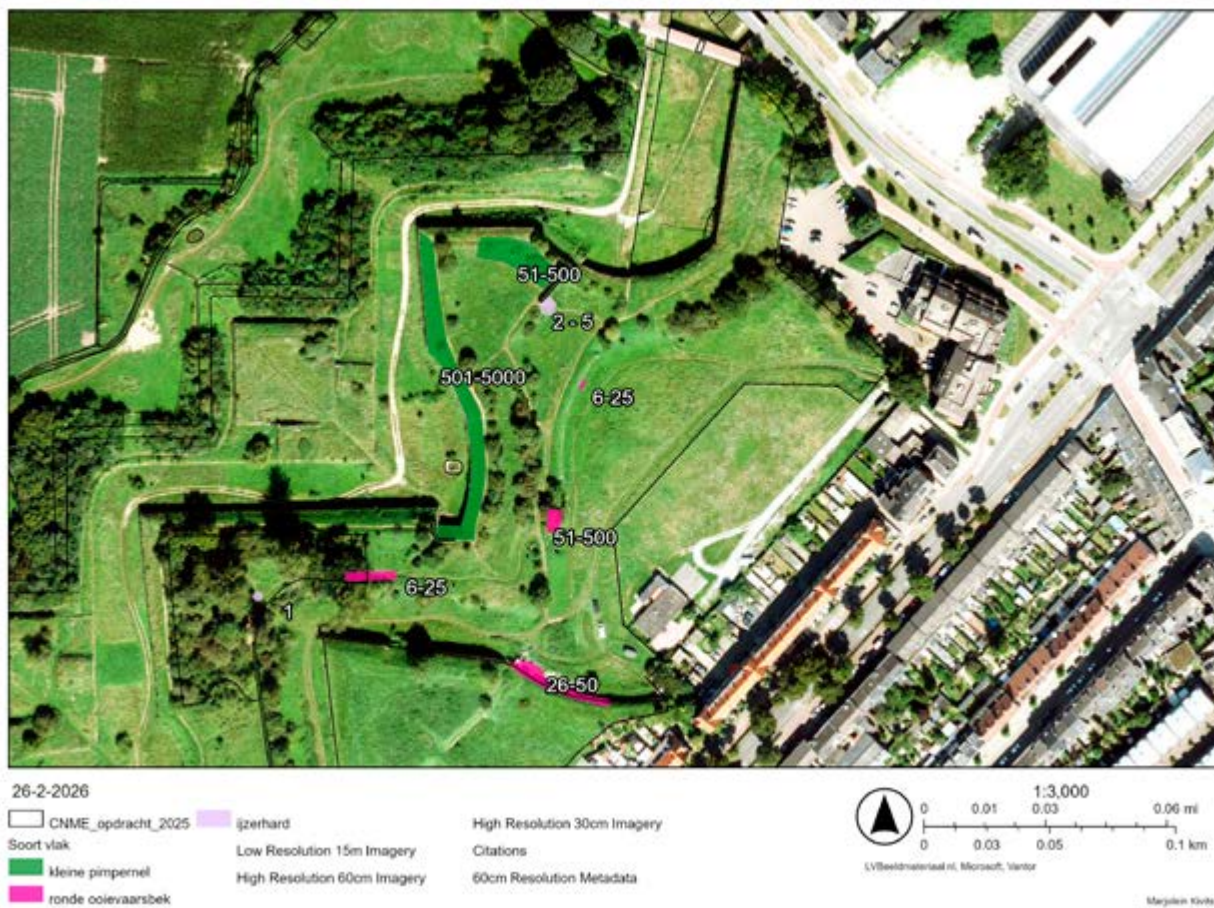 51-500
2 - 5
501-5000
6-25
51-500
6-25
1
26-50
26-2-2026
CNME_opdracht_2025
ijzerhard
High Resolution 30cm Imagery
Soort vlak
Low Resolution 15m Imagery
Citations
kleine pimpernel
High Resolution 60cm Imagery
60cm Resolution Metadata
ronde ooievaarsbek
1:3,000
0 0.01 0.03 0.06 mi
0 0.03 0.05 0.1 km
LVBeeldmateriaal.nl, Microsoft, Vantor
Marjolein